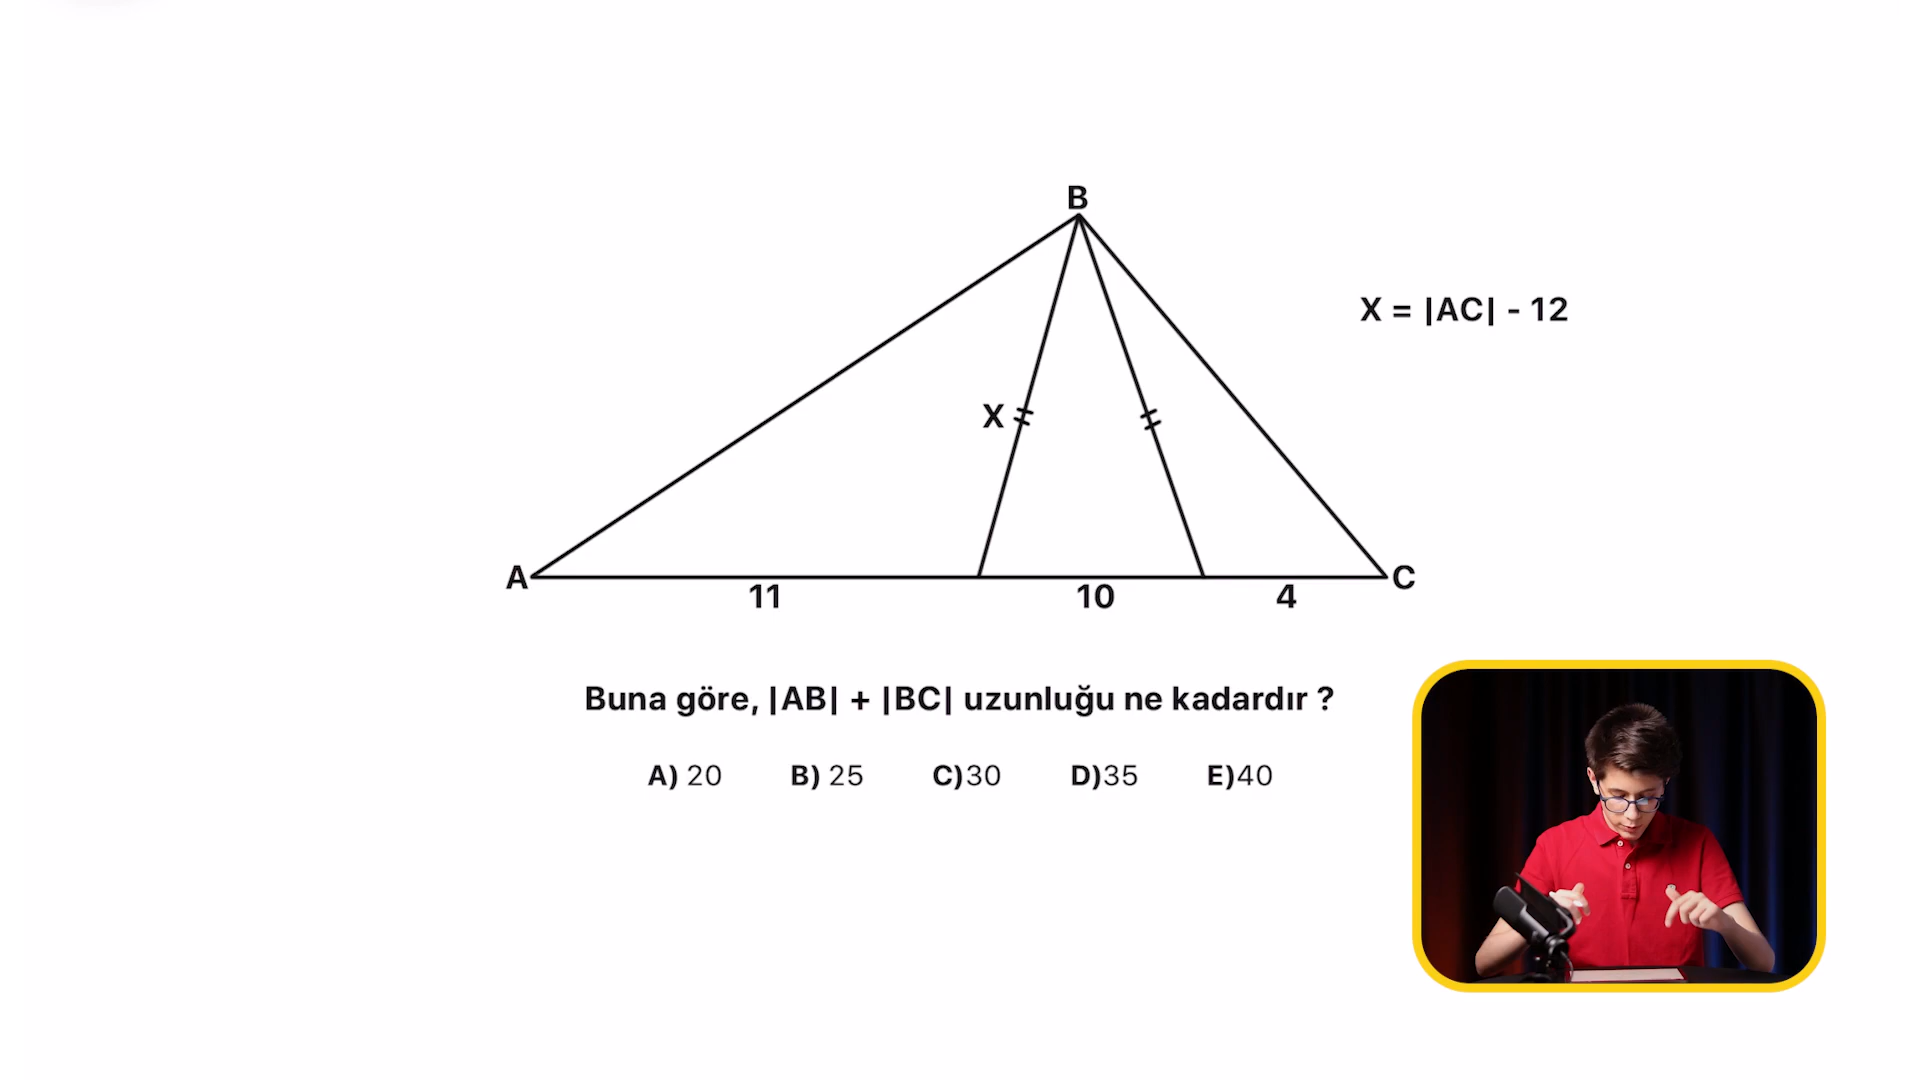 B
X = |AC| - 12
X
A
C
11
10
4
Buna göre, |AB| + |BC| uzunluğu ne kadardır ?
A) 20 B) 25 C)30 D)35 E)40